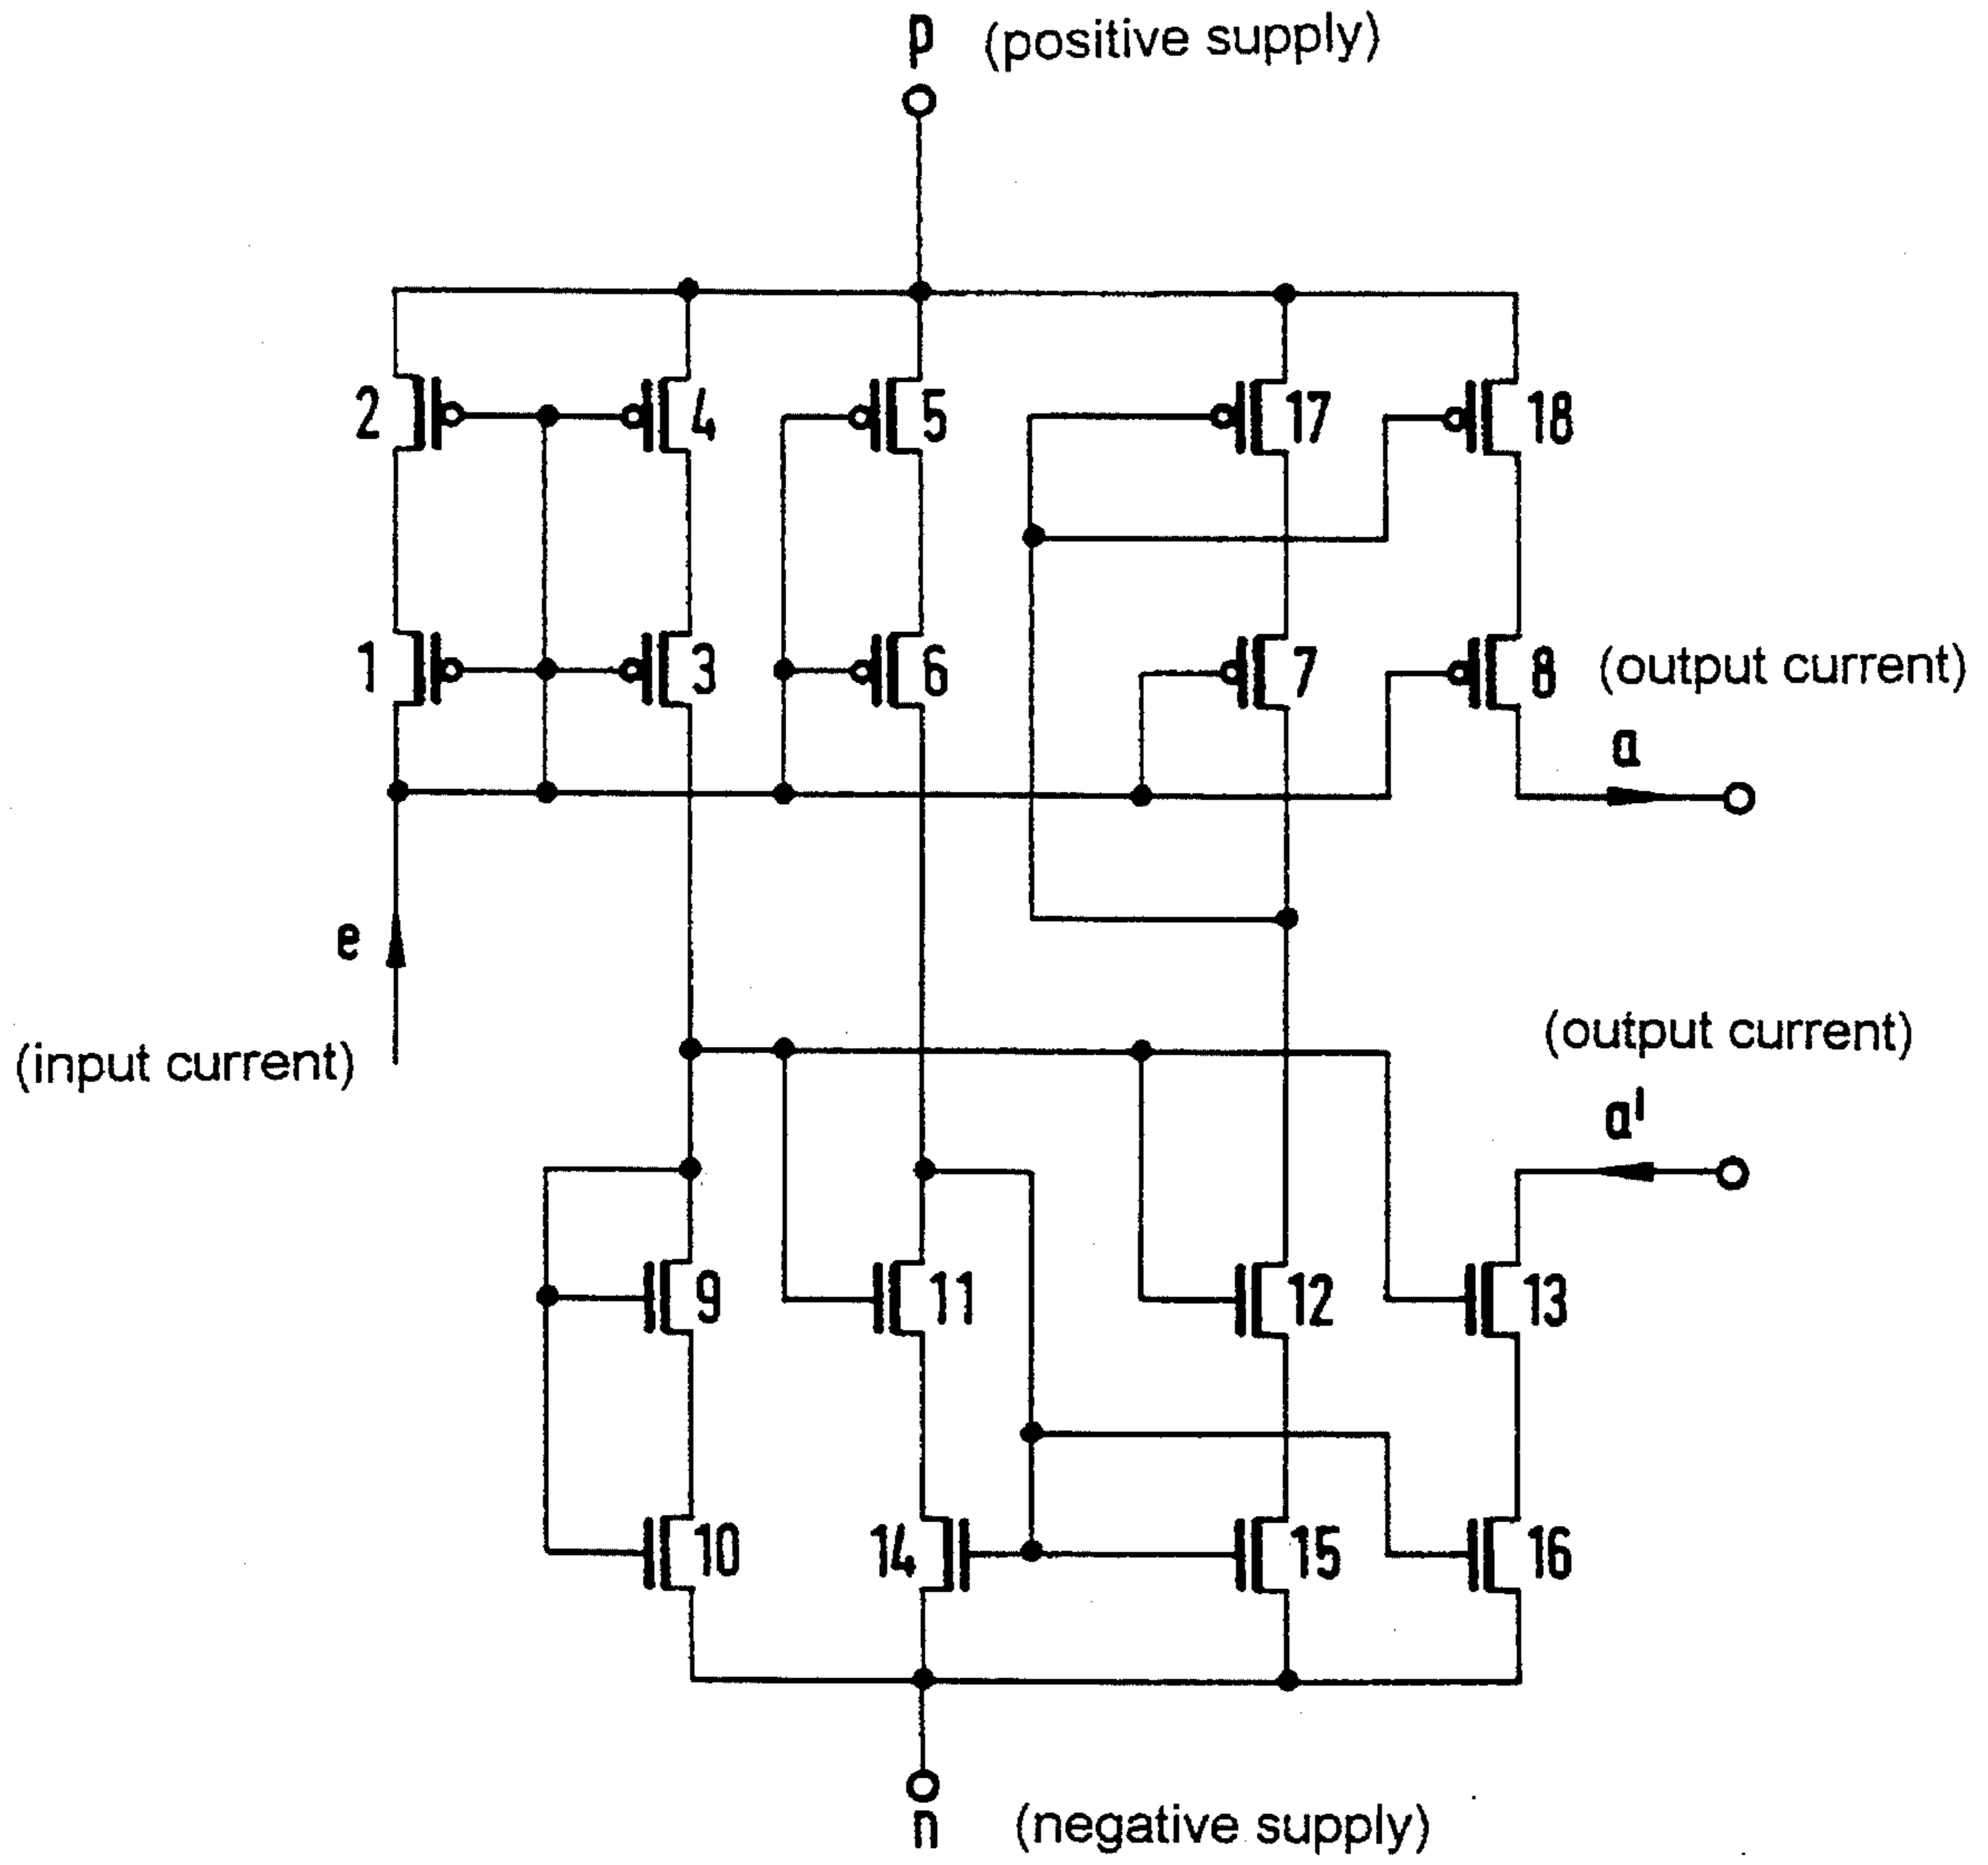 p (positive supply)
2 4 5 17 18
1 3 6 7 8 (output current)
a
e
(input current) (output current)
a'
9 11 12 13
10 14 15 16
n (negative supply)